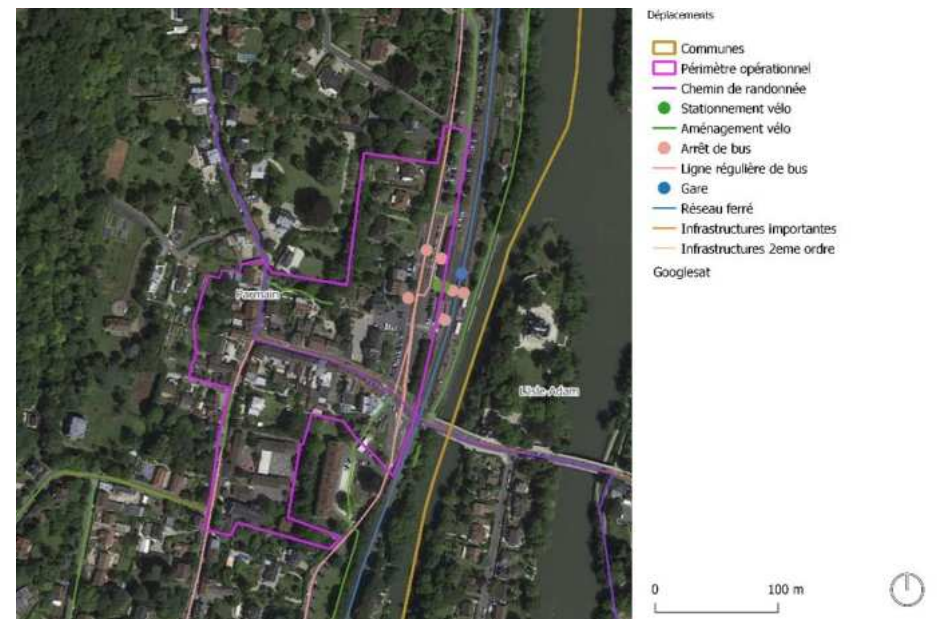 Déplacements
Communes
Périmètre opérationnel
Chemin de randonnée
Stationnement vélo
Aménagement vélo
Arrêt de bus
Ligne régulière de bus
Gare
Réseau ferré
Infrastructures importantes
Infrastructures 2eme ordre
Googlesat
Parmain
L'Isle-Adam
0 100 m